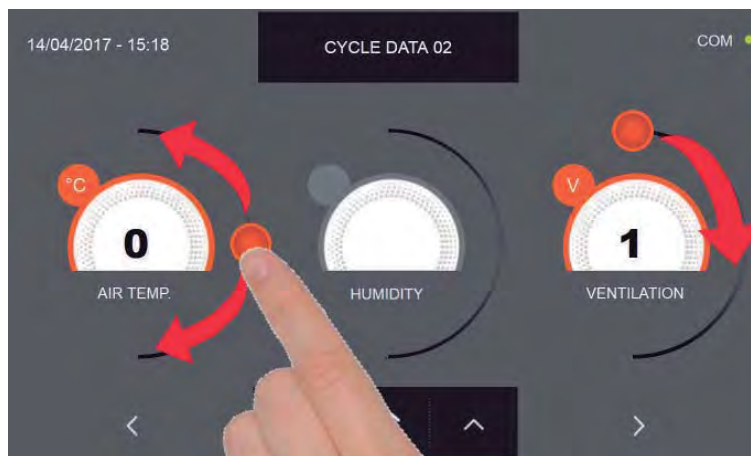 14/04/2017 - 15:18
CYCLE DATA 02
COM
°C
V
0
1
AIR TEMP.
HUMIDITY
VENTILATION